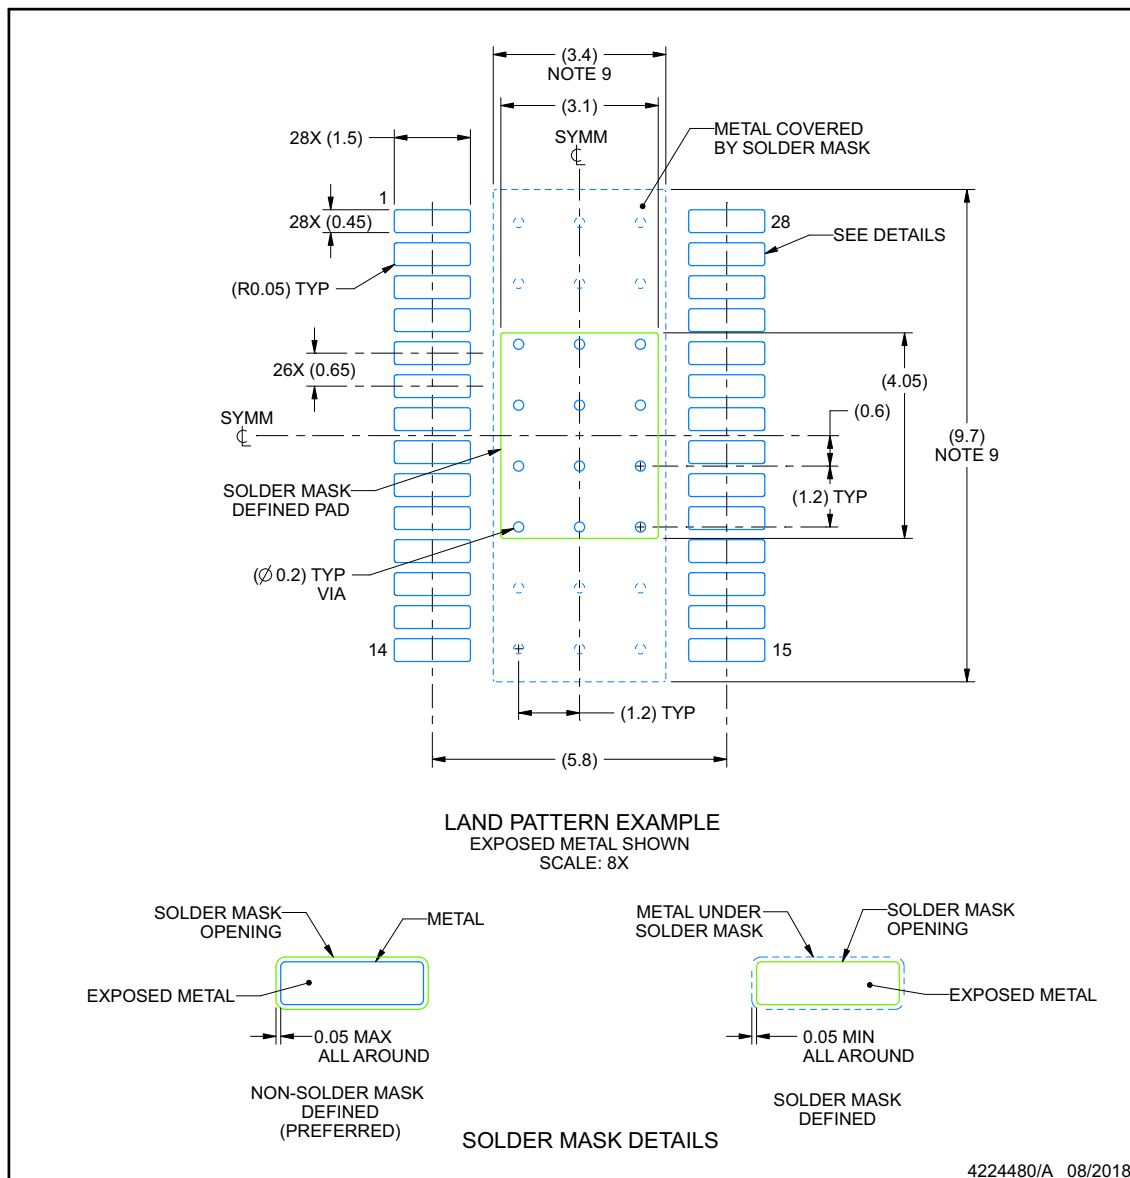 (3.4)
NOTE 9
(3.1)
SYMM
METAL COVERED
BY SOLDER MASK
28X (1.5)
1
28
28X (0.45)
SEE DETAILS
(R0.05) TYP
26X (0.65)
(4.05)
(0.6)
SYMM
(9.7)
NOTE 9
SOLDER MASK
DEFINED PAD
(1.2) TYP
(Ø 0.2) TYP
VIA
14
15
(1.2) TYP
(5.8)
LAND PATTERN EXAMPLE
EXPOSED METAL SHOWN
SCALE: 8X
SOLDER MASK
OPENING
METAL
EXPOSED METAL
0.05 MAX
ALL AROUND
NON-SOLDER MASK
DEFINED
(PREFERRED)
METAL UNDER
SOLDER MASK
SOLDER MASK
OPENING
EXPOSED METAL
0.05 MIN
ALL AROUND
SOLDER MASK
DEFINED
SOLDER MASK DETAILS
4224480/A 08/2018